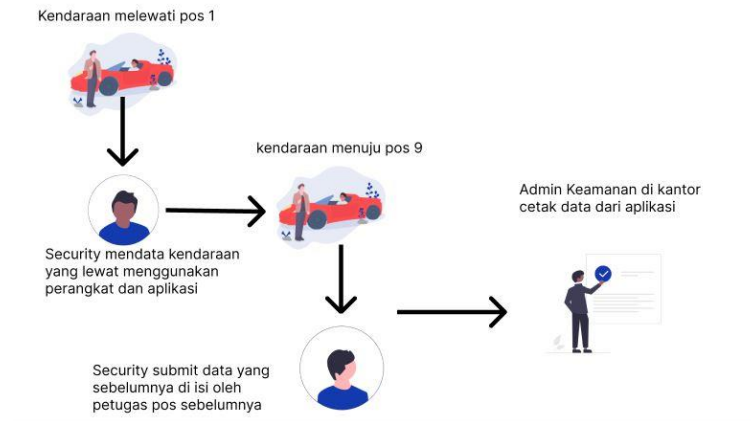 Kendaraan melewati pos 1
kendaraan menuju pos 9
Admin Keamanan di kantor
cetak data dari aplikasi
Security mendata kendaraan
yang lewat menggunakan
perangkat dan aplikasi
Security submit data yang
sebelumnya di isi oleh
petugas pos sebelumnya